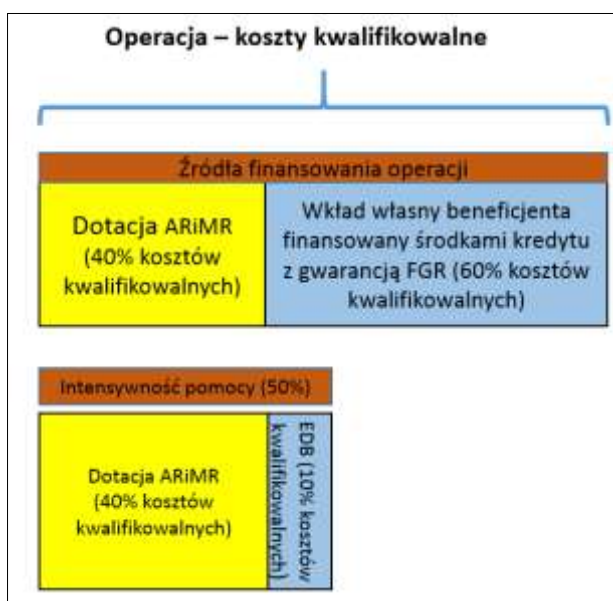 Operacja – koszty kwalifikowalne
Źródła finansowania operacji
Dotacja ARiMR
(40% kosztów
kwalifikowalnych)
Wkład własny beneficjenta
finansowany środkami kredytu
z gwarancją FGR (60% kosztów
kwalifikowalnych)
Intensywność pomocy (50%)
Dotacja ARiMR
(40% kosztów
kwalifikowalnych)
EDB (10% kosztów
kwalifikowalnych)